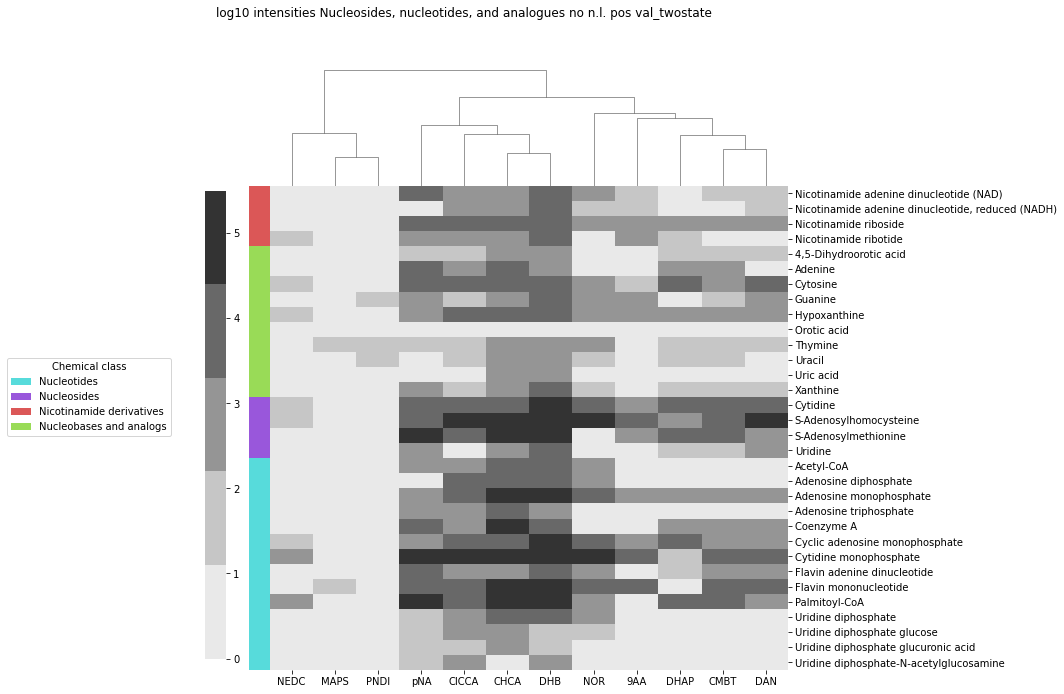 log10 intensities Nucleosides, nucleotides, and analogues no n.l. pos val_twostate
5
4
3
2
1
0
Chemical class
Nucleotides
Nucleosides
Nicotinamide derivatives
Nucleobases and analogs
Nicotinamide adenine dinucleotide (NAD)
Nicotinamide adenine dinucleotide, reduced (NADH)
Nicotinamide riboside
Nicotinamide ribotide
4,5-Dihydroorotic acid
Adenine
Cytosine
Guanine
Hypoxanthine
Orotic acid
Thymine
Uracil
Uric acid
Xanthine
Cytidine
S-Adenosylhomocysteine
S-Adenosylmethionine
Uridine
Acetyl-CoA
Adenosine diphosphate
Adenosine monophosphate
Adenosine triphosphate
Coenzyme A
Cyclic adenosine monophosphate
Cytidine monophosphate
Flavin adenine dinucleotide
Flavin mononucleotide
Palmitoyl-CoA
Uridine diphosphate
Uridine diphosphate glucose
Uridine diphosphate glucuronic acid
Uridine diphosphate-N-acetylglucosamine
NEDC MAPS PNDI pNA ClCCA CHCA DHB NOR 9AA DHAP CMBT DAN